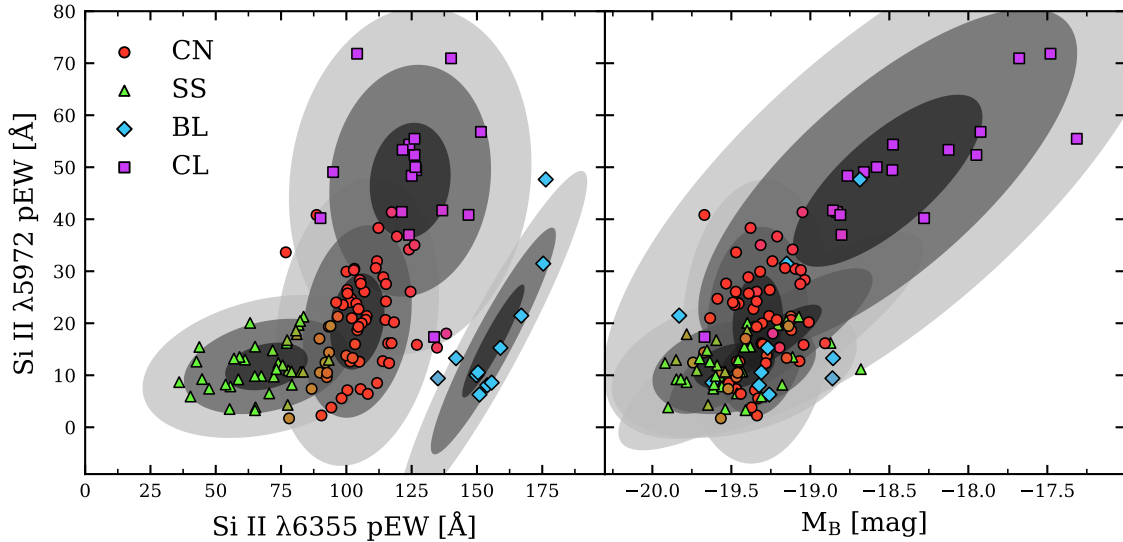 Si II λ5972 pEW [Å]
80
70
60
50
40
30
20
10
0
CN
SS
BL
CL
0 25 50 75 100 125 150 175
−20.0 −19.5 −19.0 −18.5 −18.0 −17.5
Si II λ6355 pEW [Å]
M_B [mag]